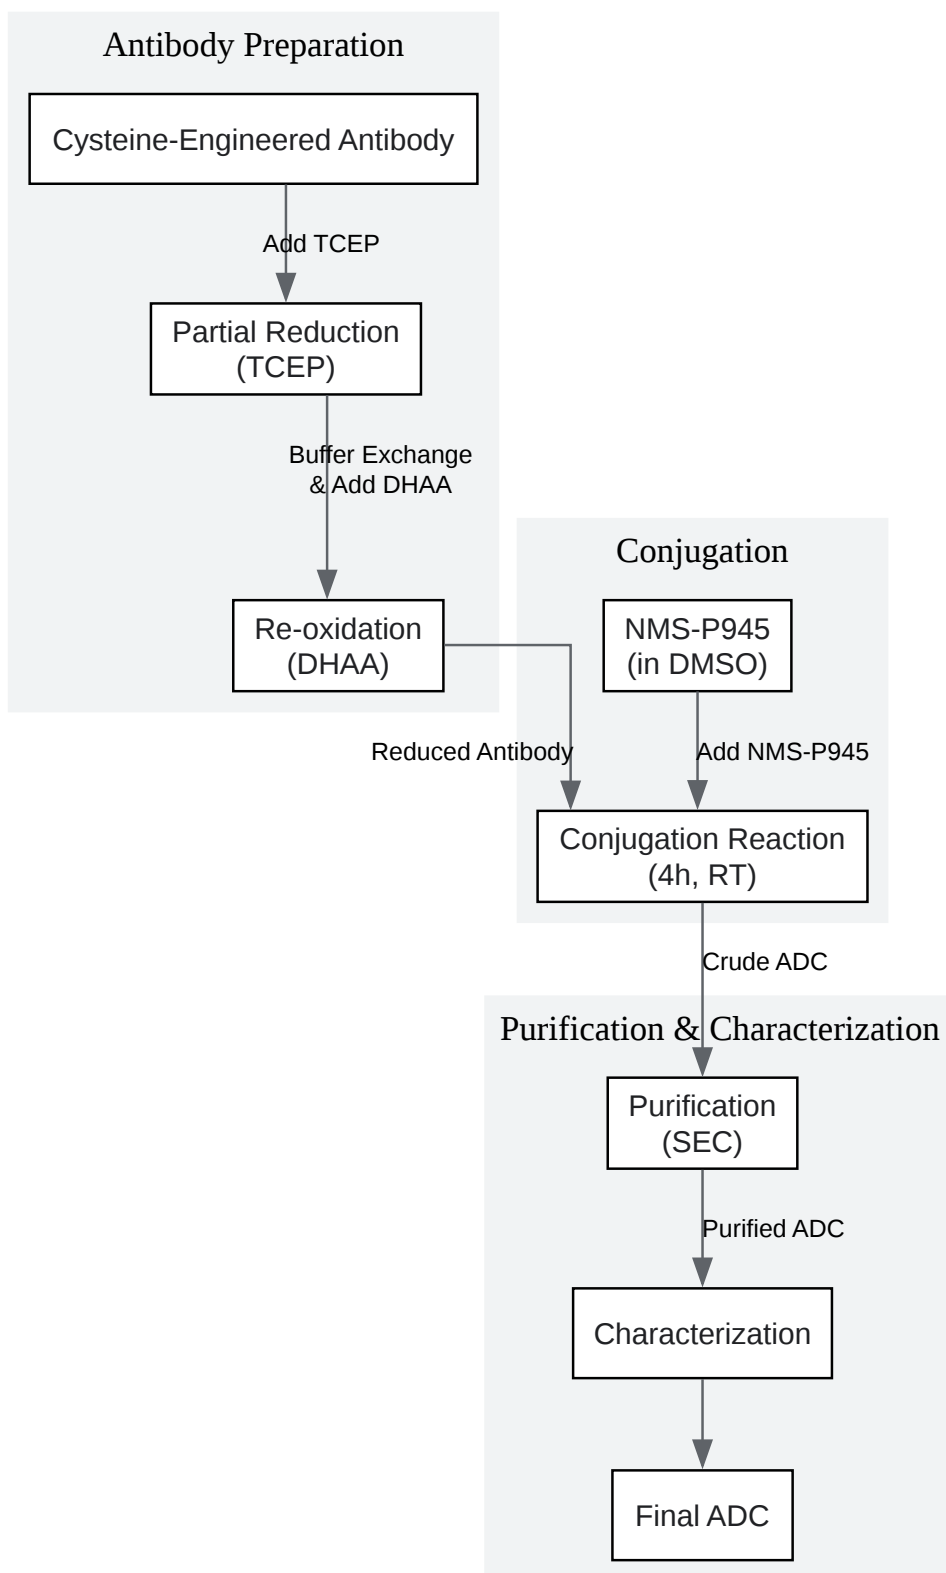 Antibody Preparation
Cysteine-Engineered Antibody
Add TCEP
Partial Reduction
(TCEP)
Buffer Exchange
& Add DHAA
Re-oxidation
(DHAA)
Conjugation
NMS-P945
(in DMSO)
Reduced Antibody
Add NMS-P945
Conjugation Reaction
(4h, RT)
Crude ADC
Purification & Characterization
Purification
(SEC)
Purified ADC
Characterization
Final ADC